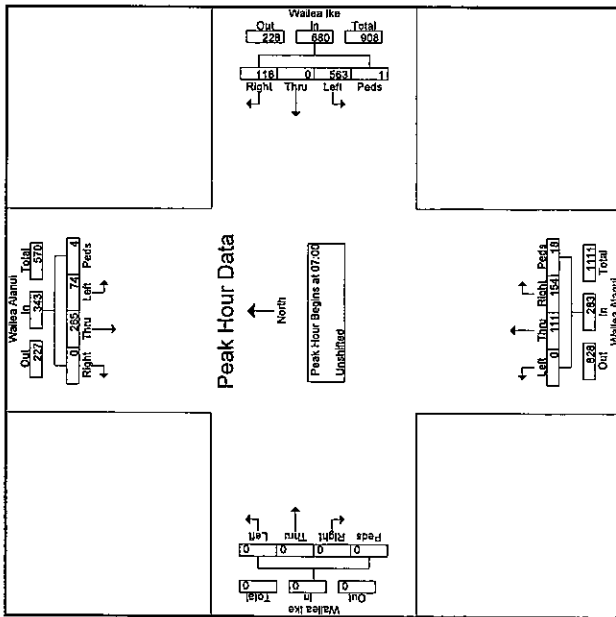 Wailea Ike
Out In Total
228 680 908
116 0 563 1
Right Thru Left Peds
Wailea Alanui
Out In Total
227 343 570
0 265 74 4
Right Thru Left Peds
Peak Hour Data
North
Peak Hour Begins at 07:00
Unshifted
Left Thru Right Peds
0 111 154 18
828 283 1111
Out In Total
Wailea Alanui
Left Thru Right Peds
0 0 0 0
0 0 0
Total In Out
Wailea Ike